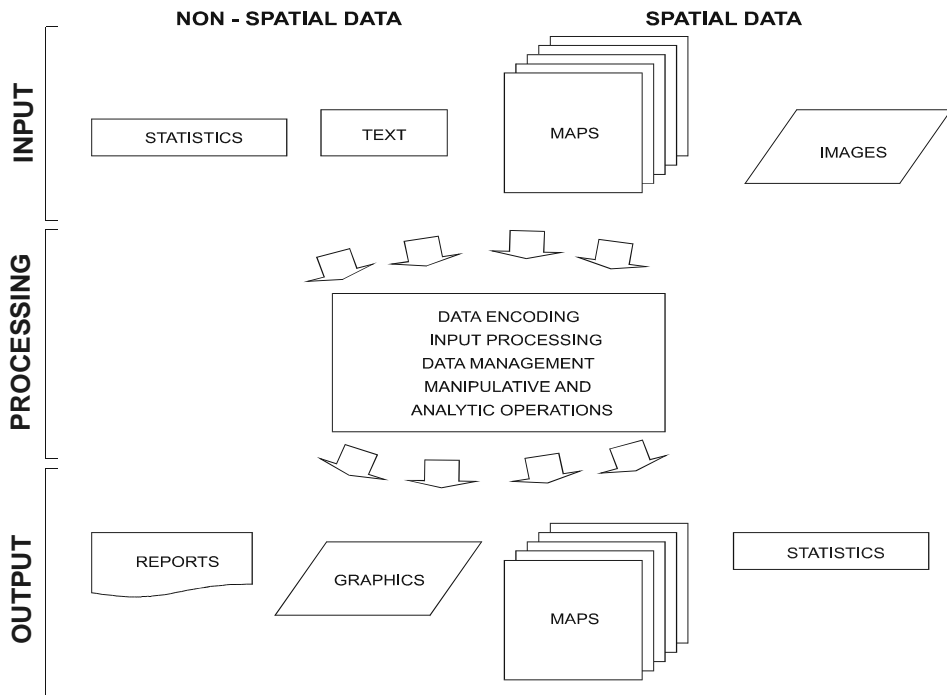 NON - SPATIAL DATA
SPATIAL DATA
INPUT
STATISTICS
TEXT
MAPS
IMAGES
PROCESSING
DATA ENCODING
INPUT PROCESSING
DATA MANAGEMENT
MANIPULATIVE AND
ANALYTIC OPERATIONS
OUTPUT
REPORTS
GRAPHICS
MAPS
STATISTICS